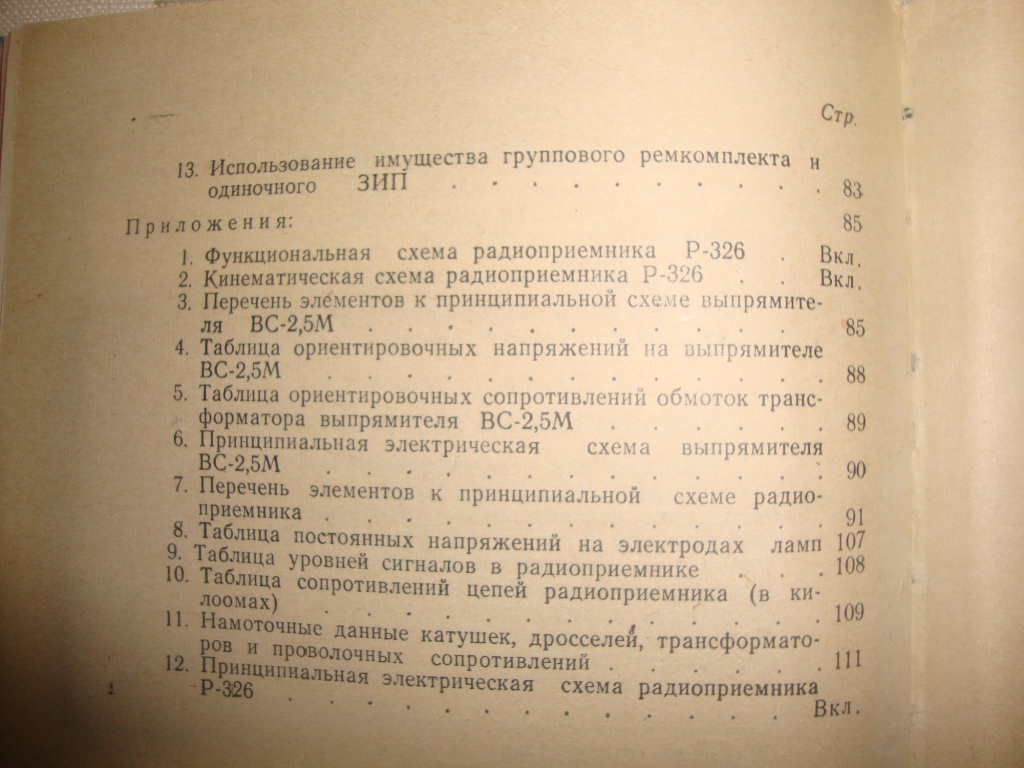 Стр.
13. Использование имущества группового ремкомплекта и
одиночного ЗИП . . . . . . . . . . 83
Приложения: 85
1. Функциональная схема радиоприемника Р-326 . Вкл.
2. Кинематическая схема радиоприемника Р-326 . . Вкл.
3. Перечень элементов к принципиальной схеме выпрямите-
ля ВС-2,5М . . . . . . . . . . . 85
4. Таблица ориентировочных напряжений на выпрямителе
ВС-2,5М . . . . . . . . . . . . . 88
5. Таблица ориентировочных сопротивлений обмоток транс-
форматора выпрямителя ВС-2,5М . . . . . . 89
6. Принципиальная электрическая схема выпрямителя
ВС-2,5М . . . . . . . . . . . . . 90
7. Перечень элементов к принципиальной схеме радио-
приемника . . . . . . . . . . . . . 91
8. Таблица постоянных напряжений на электродах ламп 107
9. Таблица уровней сигналов в радиоприемнике . . . 108
10. Таблица сопротивлений цепей радиоприемника (в ки-
лоомах) . . . . . . . . . . . . . 109
11. Намоточные данные катушек, дросселей, трансформато-
ров и проволочных сопротивлений . . . . . . 111
12. Принципиальная электрическая схема радиоприемника
Р-326 . . . . . . . . . . . . . Вкл.